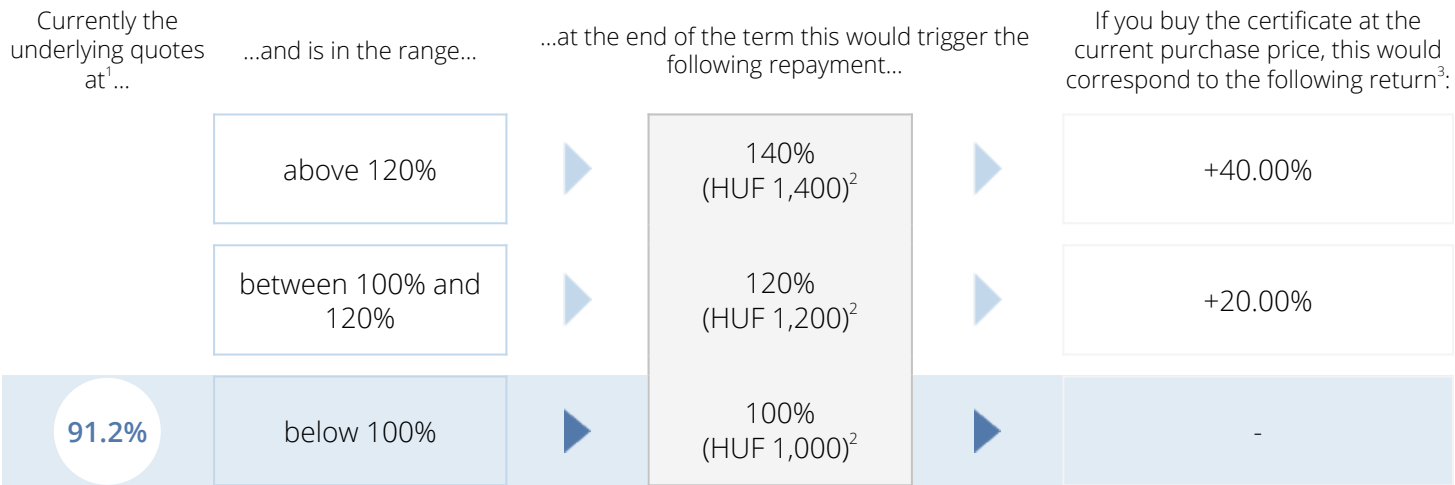 Currently the
underlying quotes
at¹...
...and is in the range...
...at the end of the term this would trigger the
following repayment...
If you buy the certificate at the
current purchase price, this would
correspond to the following return³:
above 120%
140%
(HUF 1,400)²
+40.00%
between 100% and
120%
120%
(HUF 1,200)²
+20.00%
91.2%
below 100%
100%
(HUF 1,000)²
-